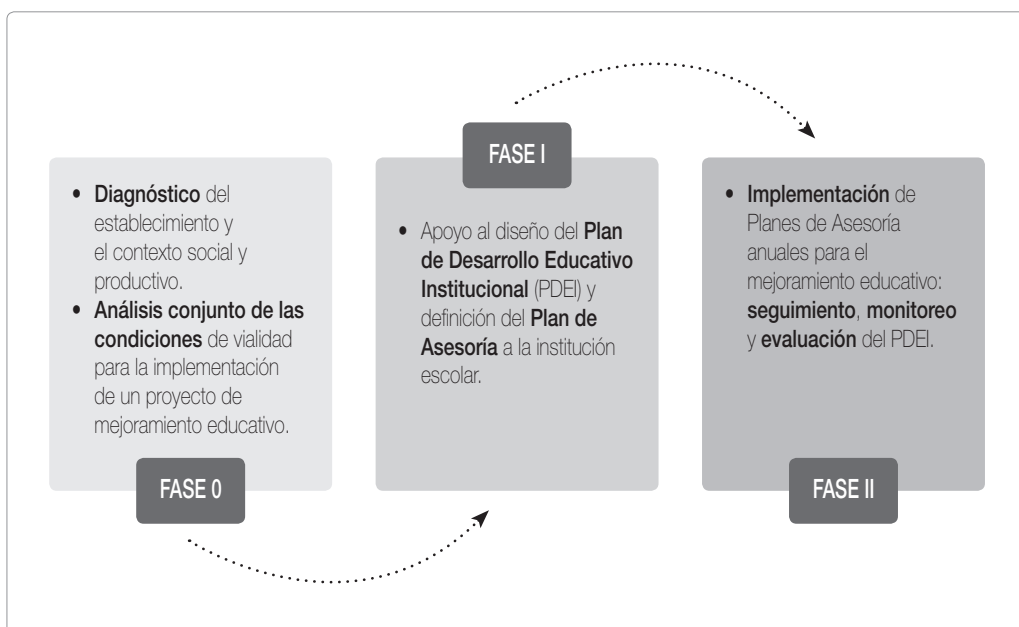 • Diagnóstico del
establecimiento y
el contexto social y
productivo.
• Análisis conjunto de las
condiciones de vialidad
para la implementación
de un proyecto de
mejoramiento educativo.
FASE 0
FASE I
• Apoyo al diseño del Plan
de Desarrollo Educativo
Institucional (PDEI) y
definición del Plan de
Asesoría a la institución
escolar.
• Implementación de
Planes de Asesoría
anuales para el
mejoramiento educativo:
seguimiento, monitoreo
y evaluación del PDEI.
FASE II